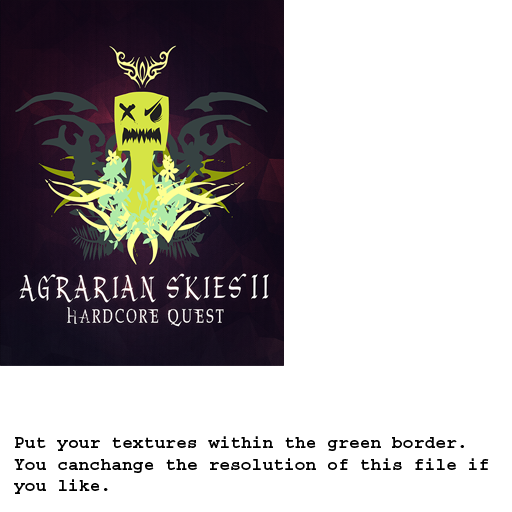 AGRARIAN SKIES II
HARDCORE QUEST
Put your textures within the green border.
You canchange the resolution of this file if
you like.